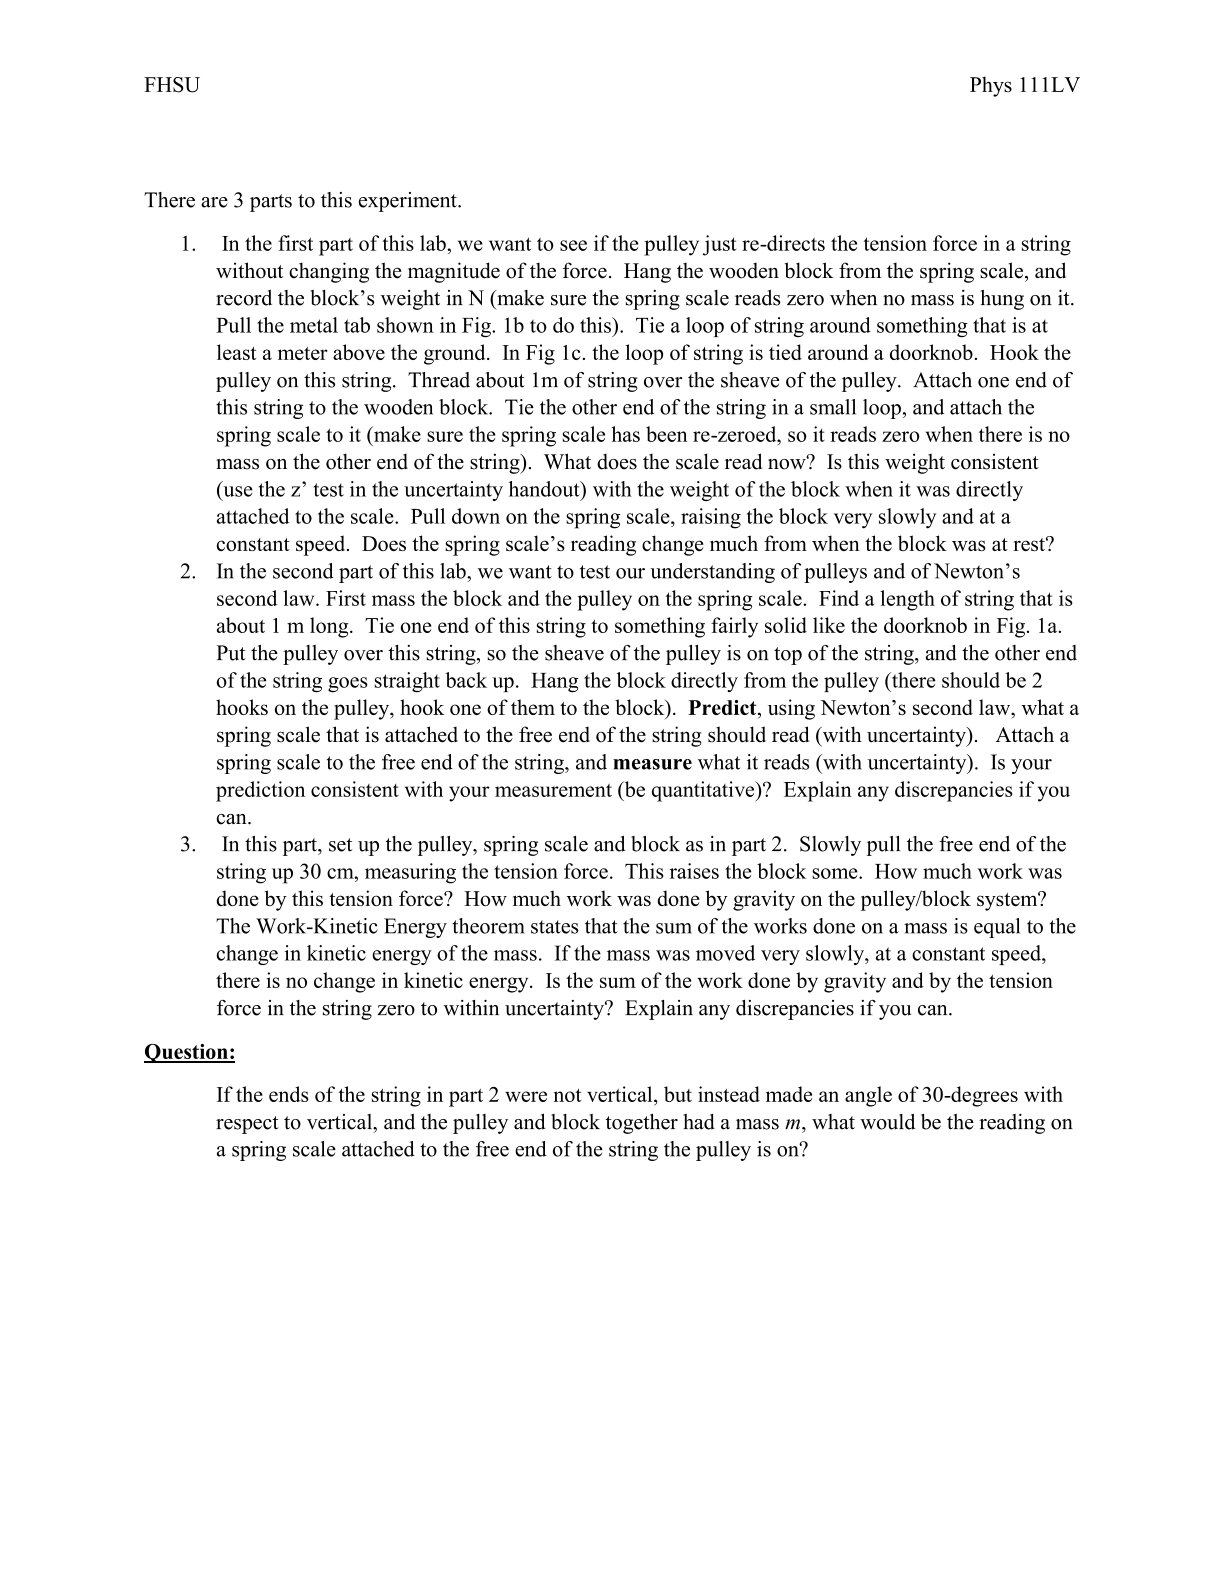 FHSU Phys 111LV
There are 3 parts to this experiment.
1. In the first part of this lab, we want to see if the pulley just re-directs the tension force in a string
without changing the magnitude of the force. Hang the wooden block from the spring scale, and
record the block’s weight in N (make sure the spring scale reads zero when no mass is hung on it.
Pull the metal tab shown in Fig. 1b to do this). Tie a loop of string around something that is at
least a meter above the ground. In Fig 1c. the loop of string is tied around a doorknob. Hook the
pulley on this string. Thread about 1m of string over the sheave of the pulley. Attach one end of
this string to the wooden block. Tie the other end of the string in a small loop, and attach the
spring scale to it (make sure the spring scale has been re-zeroed, so it reads zero when there is no
mass on the other end of the string). What does the scale read now? Is this weight consistent
(use the z’ test in the uncertainty handout) with the weight of the block when it was directly
attached to the scale. Pull down on the spring scale, raising the block very slowly and at a
constant speed. Does the spring scale’s reading change much from when the block was at rest?
2. In the second part of this lab, we want to test our understanding of pulleys and of Newton’s
second law. First mass the block and the pulley on the spring scale. Find a length of string that is
about 1 m long. Tie one end of this string to something fairly solid like the doorknob in Fig. 1a.
Put the pulley over this string, so the sheave of the pulley is on top of the string, and the other end
of the string goes straight back up. Hang the block directly from the pulley (there should be 2
hooks on the pulley, hook one of them to the block). Predict, using Newton’s second law, what a
spring scale that is attached to the free end of the string should read (with uncertainty). Attach a
spring scale to the free end of the string, and measure what it reads (with uncertainty). Is your
prediction consistent with your measurement (be quantitative)? Explain any discrepancies if you
can.
3. In this part, set up the pulley, spring scale and block as in part 2. Slowly pull the free end of the
string up 30 cm, measuring the tension force. This raises the block some. How much work was
done by this tension force? How much work was done by gravity on the pulley/block system?
The Work-Kinetic Energy theorem states that the sum of the works done on a mass is equal to the
change in kinetic energy of the mass. If the mass was moved very slowly, at a constant speed,
there is no change in kinetic energy. Is the sum of the work done by gravity and by the tension
force in the string zero to within uncertainty? Explain any discrepancies if you can.
Question:
If the ends of the string in part 2 were not vertical, but instead made an angle of 30-degrees with
respect to vertical, and the pulley and block together had a mass m, what would be the reading on
a spring scale attached to the free end of the string the pulley is on?